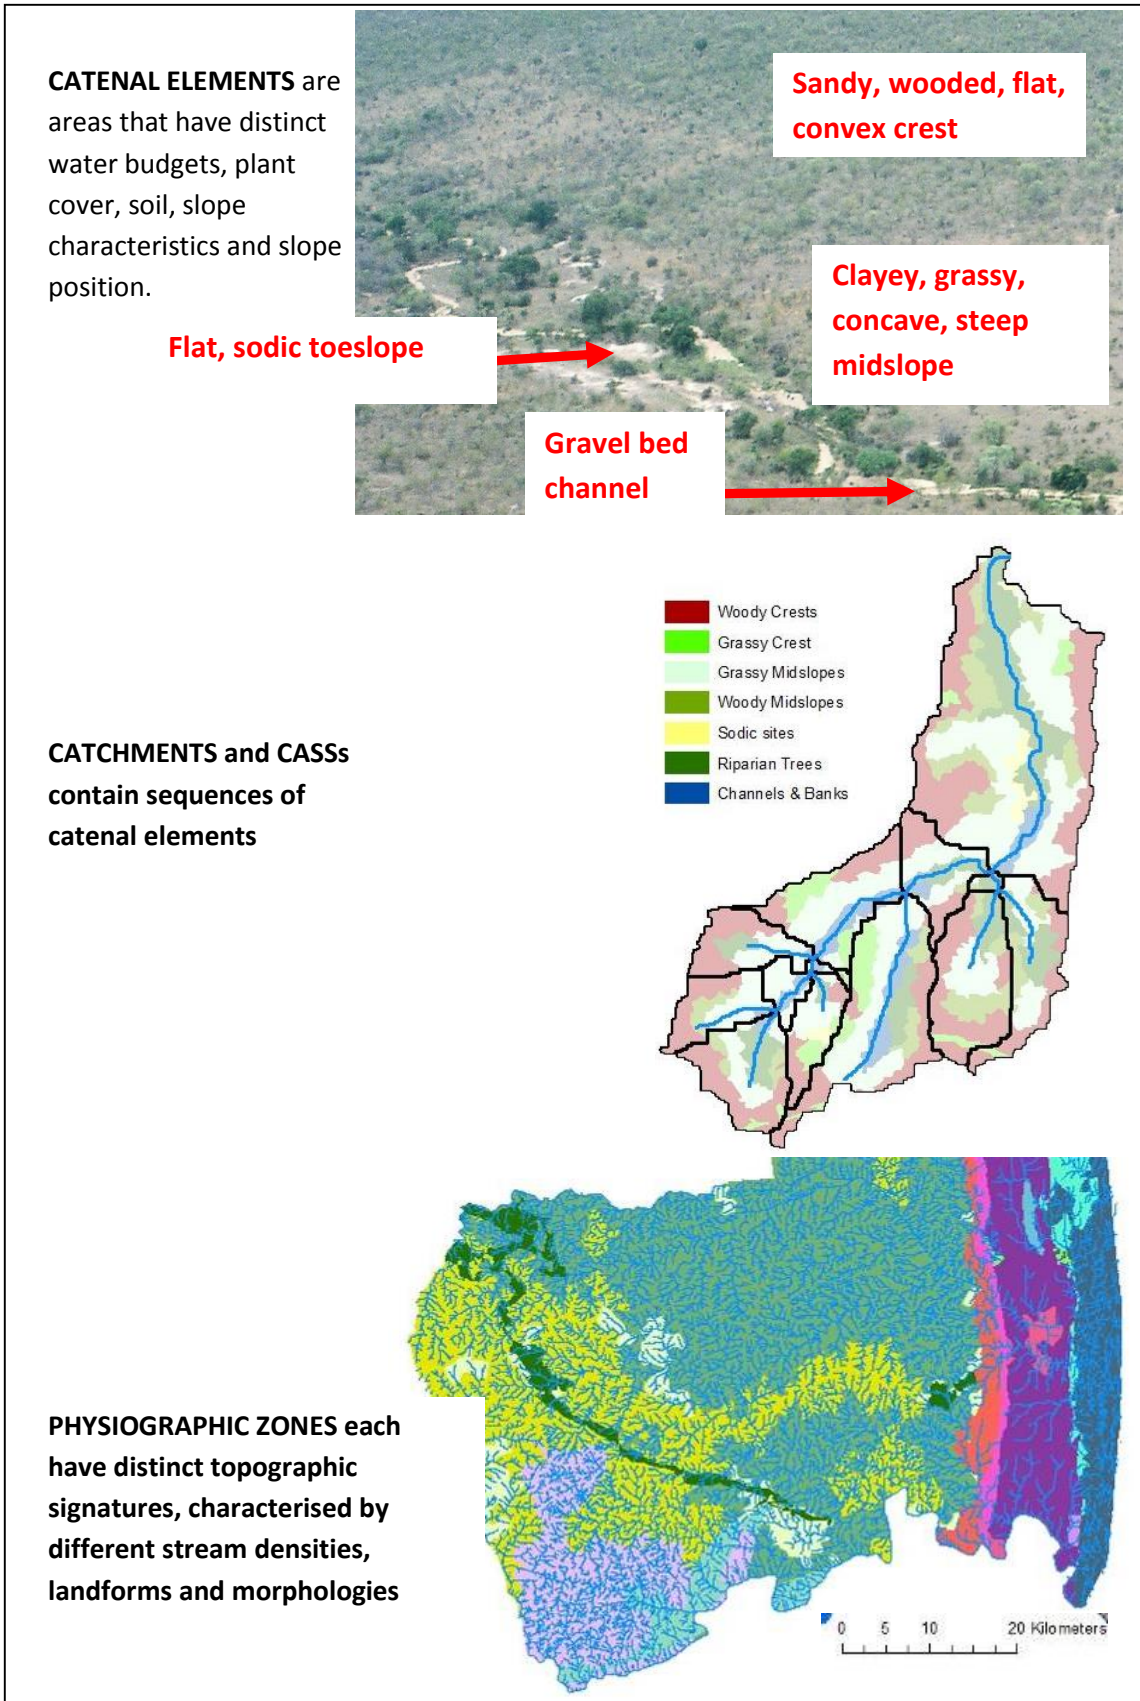 CATENAL ELEMENTS are
areas that have distinct
water budgets, plant
cover, soil, slope
characteristics and slope
position.
Sandy, wooded, flat,
convex crest
Clayey, grassy,
concave, steep
midslope
Flat, sodic toeslope
Gravel bed
channel
Woody Crests
Grassy Crest
Grassy Midslopes
Woody Midslopes
Sodic sites
Riparian Trees
Channels & Banks
CATCHMENTS and CASSs
contain sequences of
catenal elements
PHYSIOGRAPHIC ZONES each
have distinct topographic
signatures, characterised by
different stream densities,
landforms and morphologies
0 5 10 20 Kilometers